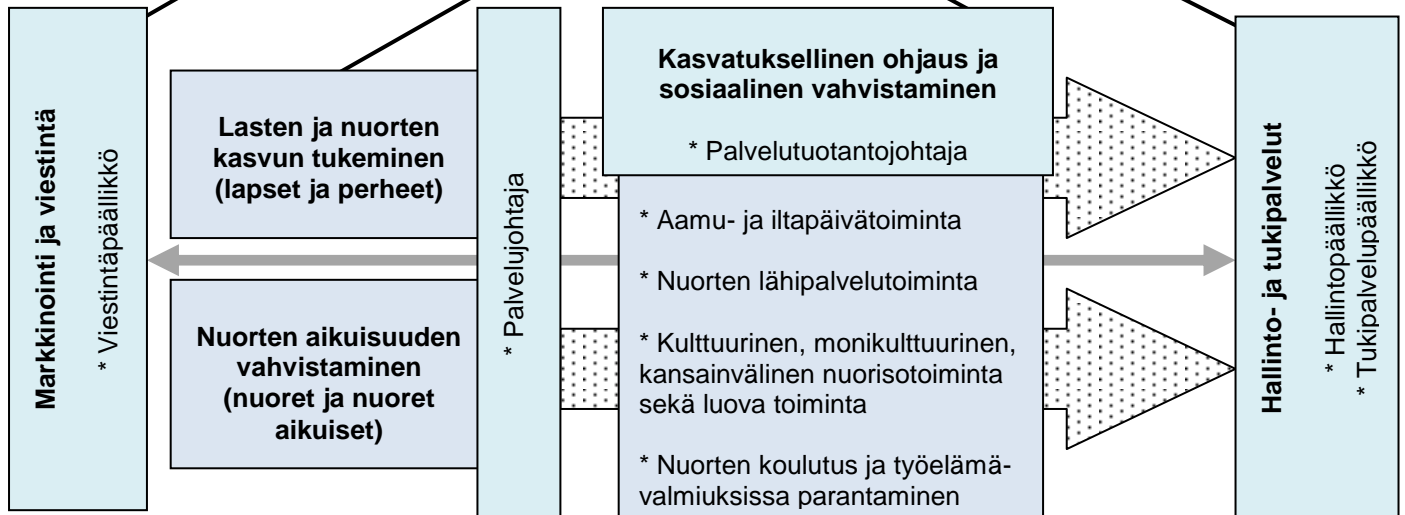 Markkinointi ja viestintä
* Viestintäpäällikkö
Lasten ja nuorten
kasvun tukeminen
(lapset ja perheet)
Nuorten aikuisuuden
vahvistaminen
(nuoret ja nuoret
aikuiset)
* Palvelujohtaja
Kasvatuksellinen ohjaus ja
sosiaalinen vahvistaminen
* Palvelutuotantojohtaja
* Aamu- ja iltapäivätoiminta
* Nuorten lähipalvelutoiminta
* Kulttuurinen, monikulttuurinen,
kansainvälinen nuorisotoiminta
sekä luova toiminta
* Nuorten koulutus ja työelämä-
valmiuksissa parantaminen
Hallinto- ja tukipalvelut
* Hallintopäällikkö
* Tukipalvelupäällikkö